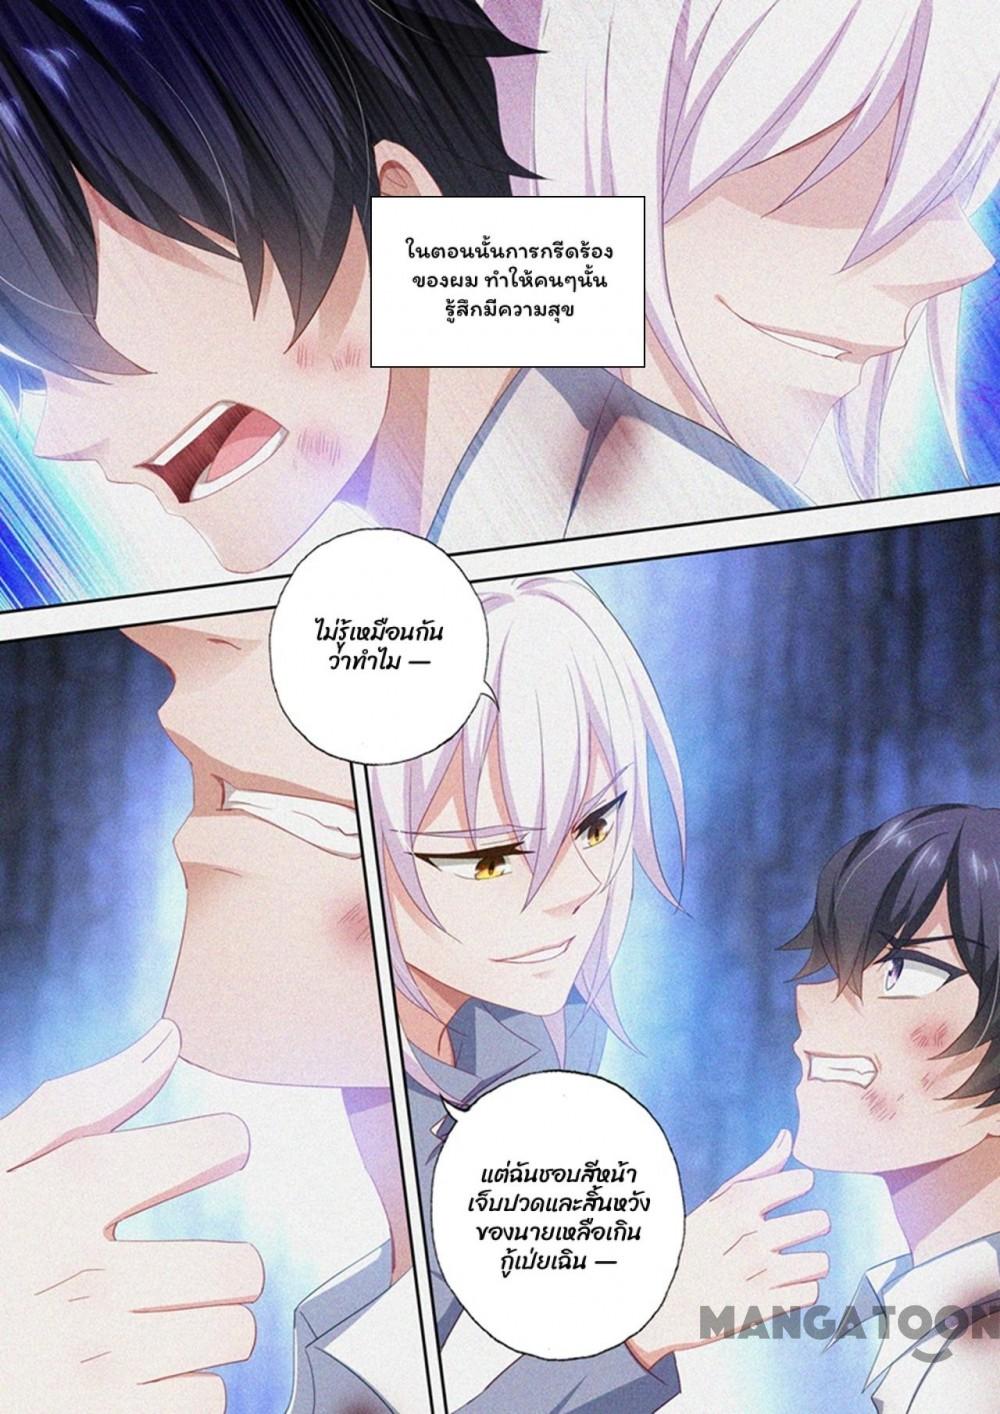 ในตอนนั้นการกรีดร้อง
ของผม ทำให้คนๆนั้น
รู้สึกมีความสุข
ไม่รู้เหมือนกัน
ว่าทำไม —
แต่ฉันชอบสีหน้า
เจ็บปวดและสิ้นหวัง
ของนายเหลือเกิน
กู้เป่ยเฉิน —
MANGATOON